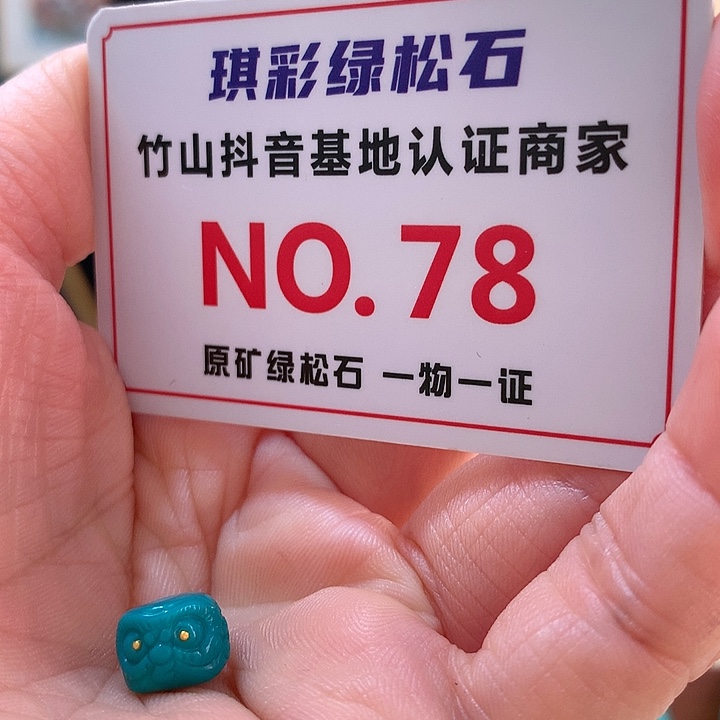 琪彩绿松石
竹山抖音基地认证商家
NO.78
原矿绿松石 一物一证